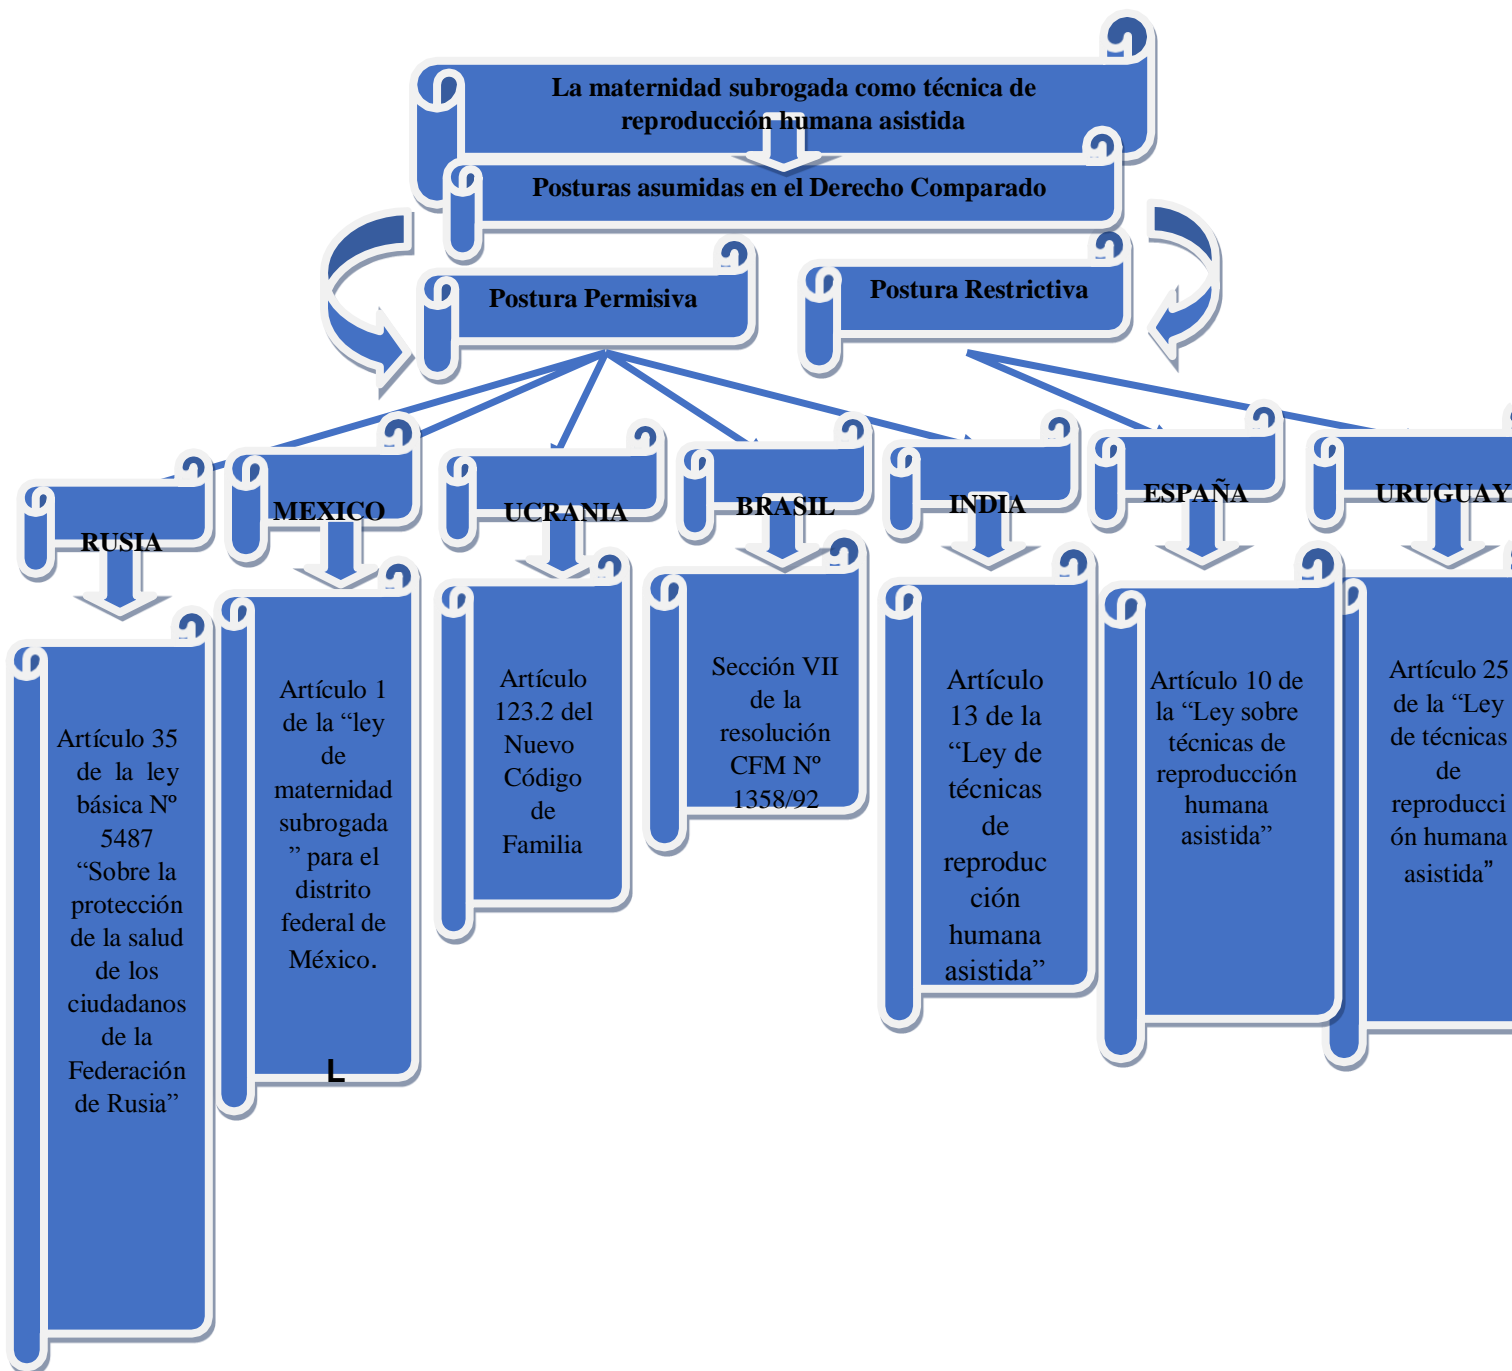 La maternidad subrogada como técnica de
reproducción humana asistida
Posturas asumidas en el Derecho Comparado
Postura Permisiva
Postura Restrictiva
RUSIA
MEXICO
UCRANIA
BRASIL
INDIA
ESPAÑA
URUGUAY
Artículo 35
de la ley
básica Nº
5487
“Sobre la
protección
de la salud
de los
ciudadanos
de la
Federación
de Rusia”
Artículo 1
de la “ley
de
maternidad
subrogada
” para el
distrito
federal de
México.
L
Artículo
123.2 del
Nuevo
Código
de
Familia
Sección VII
de la
resolución
CFM Nº
1358/92
Artículo
13 de la
“Ley de
técnicas
de
reproduc
ción
humana
asistida”
Artículo 10 de
la “Ley sobre
técnicas de
reproducción
humana
asistida”
Artículo 25
de la “Ley
de técnicas
de
reproducci
ón humana
asistida”